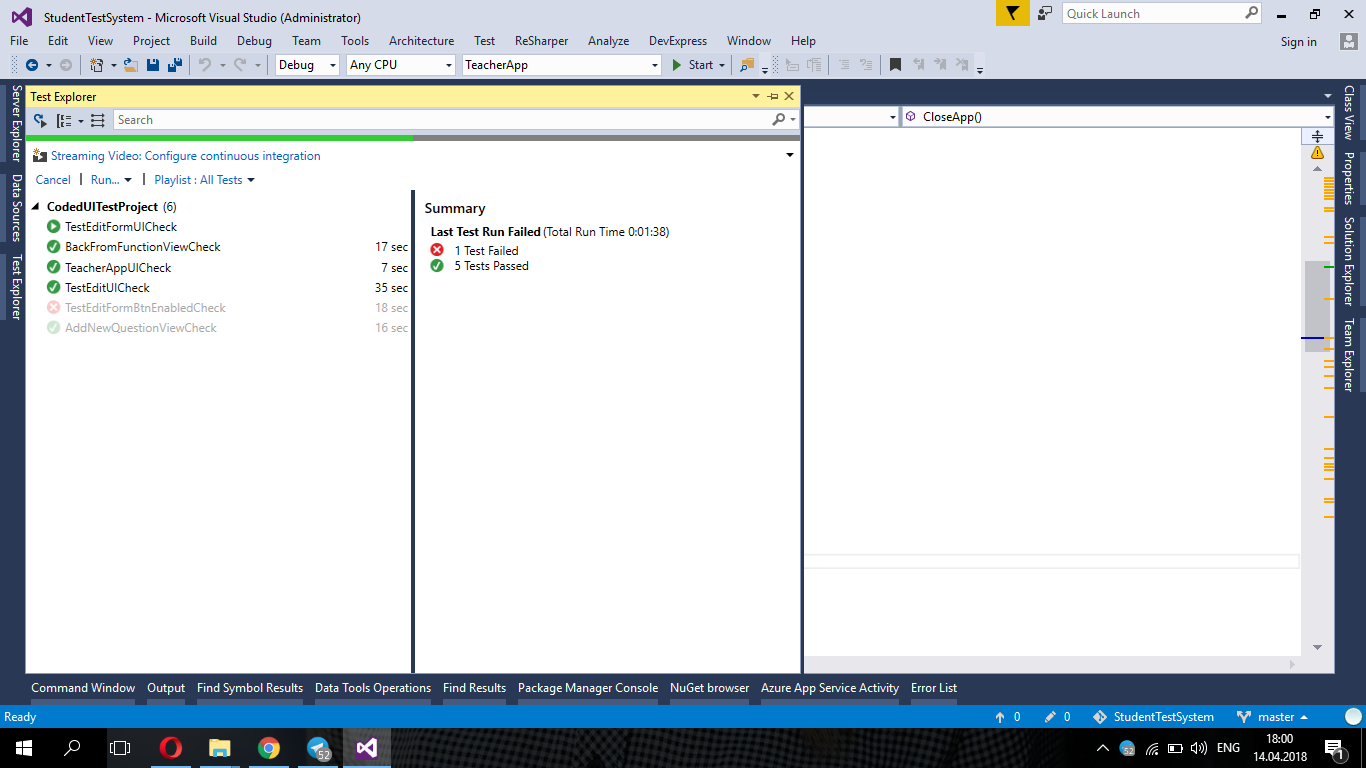 StudentTestSystem - Microsoft Visual Studio (Administrator)
Quick Launch
File Edit View Project Build Debug Team Tools Architecture Test ReSharper Analyze DevExpress Window Help
Sign in
Debug Any CPU TeacherApp Start
Server Explorer
Data Sources
Test Explorer
Test Explorer
Search
Streaming Video: Configure continuous integration
Cancel | Run... | Playlist : All Tests
CodedUITestProject (6)
TestEditFormUICheck
BackFromFunctionViewCheck 17 sec
TeacherAppUICheck 7 sec
TestEditUICheck 35 sec
TestEditFormBtnEnabledCheck 18 sec
AddNewQuestionViewCheck 16 sec
Summary
Last Test Run Failed (Total Run Time 0:01:38)
1 Test Failed
5 Tests Passed
CloseApp()
Class View
Properties
Solution Explorer
Team Explorer
Command Window Output Find Symbol Results Data Tools Operations Find Results Package Manager Console NuGet browser Azure App Service Activity Error List
Ready 0 0 StudentTestSystem master
52
52 ENG
18:00
14.04.2018
1